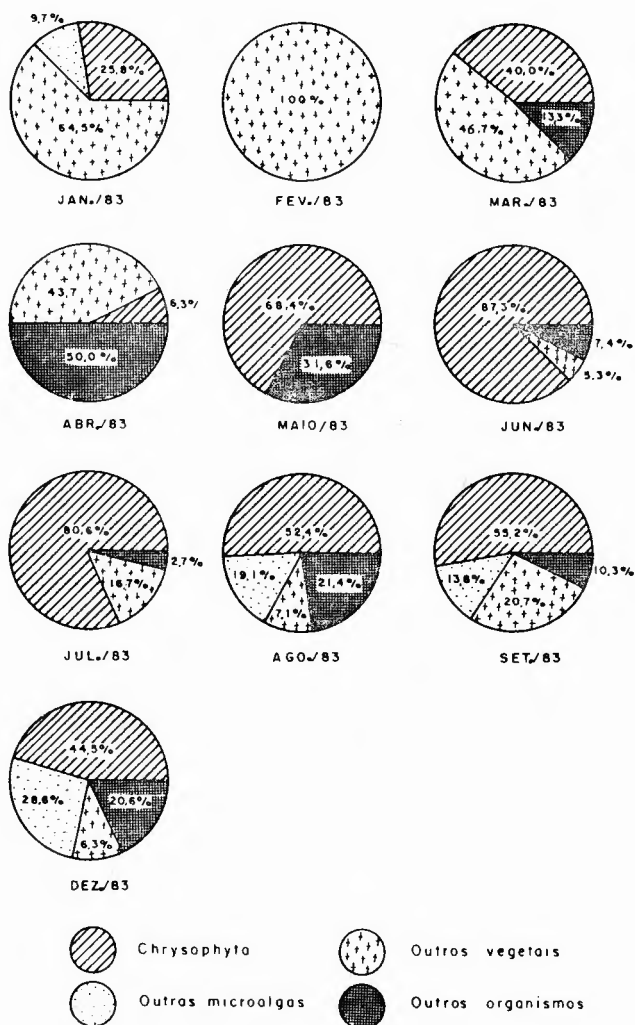 9,7%
25,8%
64,5%
JAN./83
100%
FEV./83
40,0%
46,7%
13,3%
MAR./83
43,7
6,3%
50,0%
ABR./83
68,4%
31,6%
MAIO/83
87,3%
7,4%
5,3%
JUN./83
80,6%
2,7%
16,7%
JUL./83
52,4%
19,1%
21,4%
7,1%
AGO./83
55,2%
13,8%
10,3%
20,7%
SET./83
44,5%
28,6%
20,6%
6,3%
DEZ./83
Chrysophyta
Outros vegetais
Outras microalgas
Outros organismos